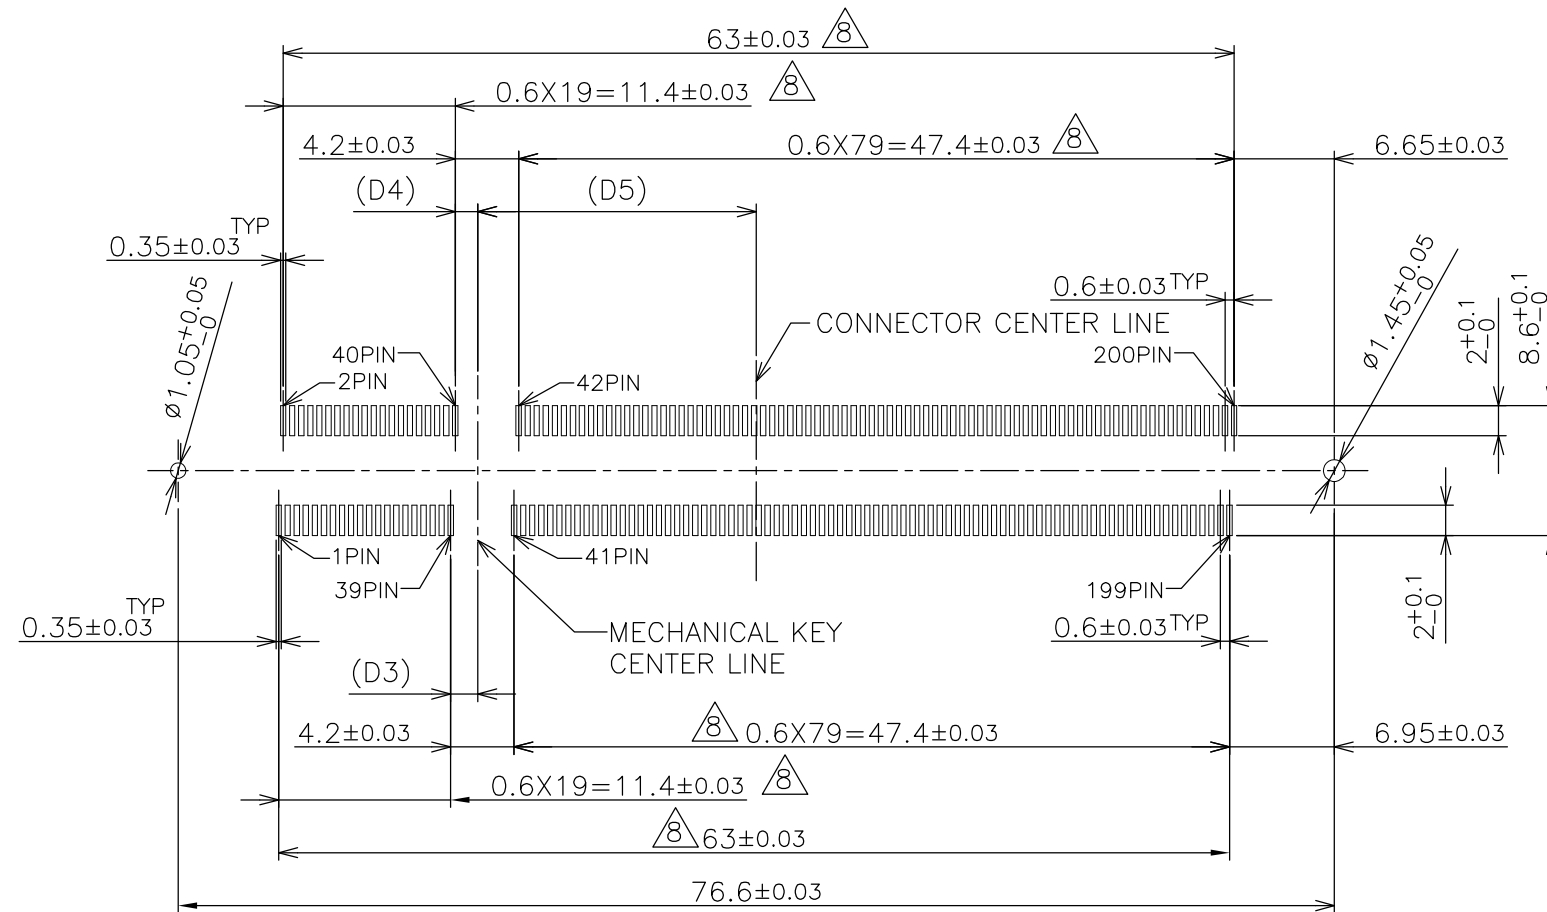 63±0.03 8
0.6X19=11.4±0.03 8
4.2±0.03 0.6X79=47.4±0.03 8 6.65±0.03
(D4) (D5)
TYP
0.35±0.03
ø1.05+0.05 -0
0.6±0.03 TYP
ø1.45+0.05 -0
2+0.1 -0
8.6+0.1 -0
CONNECTOR CENTER LINE
40PIN 200PIN
2PIN 42PIN
1PIN 41PIN
39PIN 199PIN
TYP
0.35±0.03
0.6±0.03 TYP
2+0.1 -0
MECHANICAL KEY
CENTER LINE
(D3)
4.2±0.03 8 0.6X79=47.4±0.03 6.95±0.03
0.6X19=11.4±0.03 8
8 63±0.03
76.6±0.03